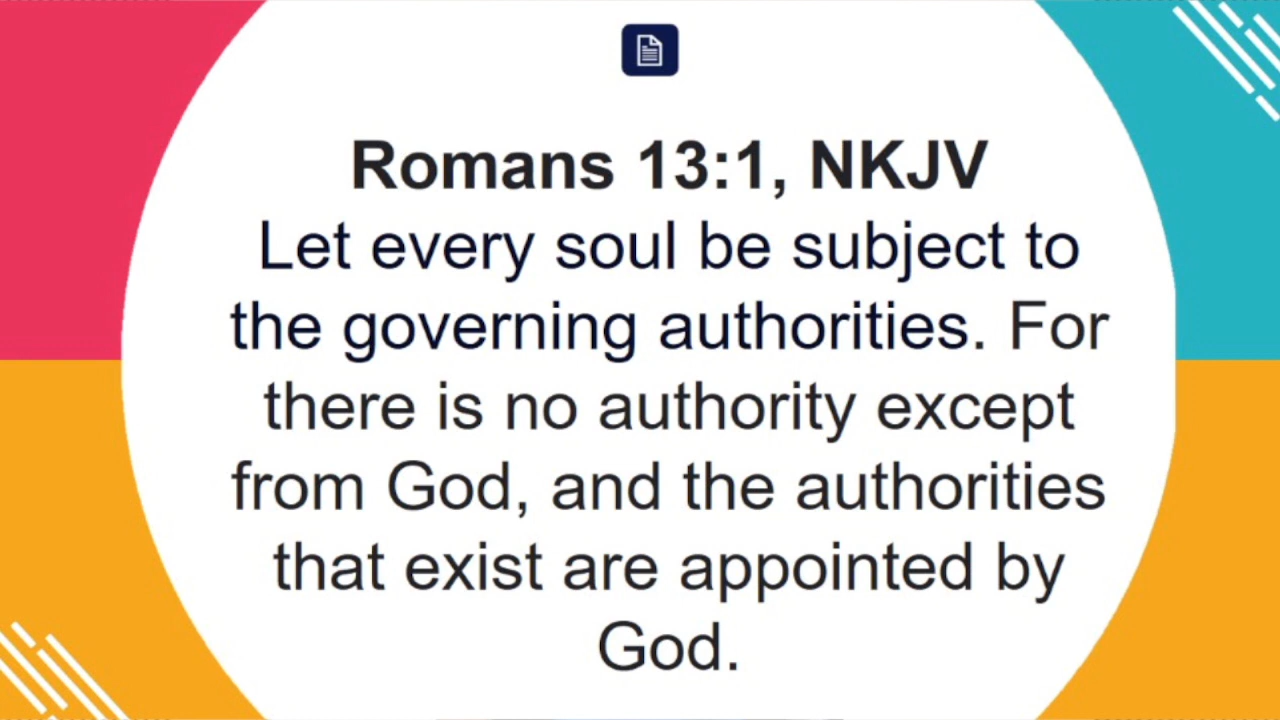 Romans 13:1, NKJV
Let every soul be subject to
the governing authorities. For
there is no authority except
from God, and the authorities
that exist are appointed by
God.